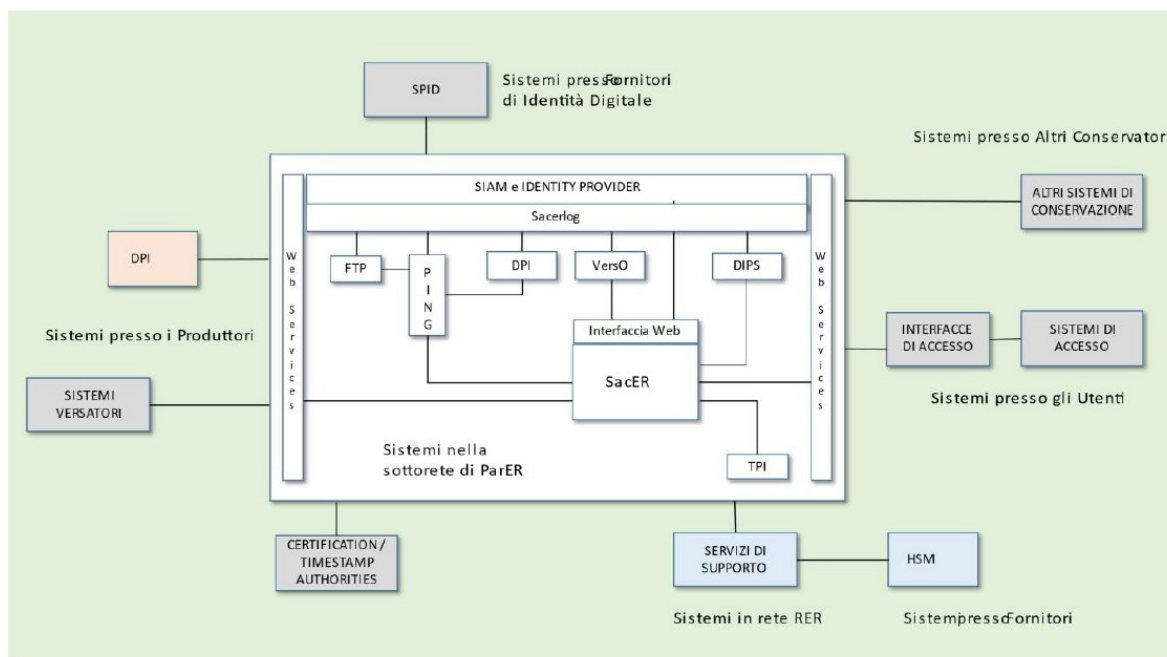 SPID
Sistemi presso Fornitori
di Identità Digitale
Sistemi presso Altri Conservator
SIAM e IDENTITY PROVIDER
ALTRI SISTEMI DI
CONSERVAZIONE
Sacerlog
DPI
Web Services
FTP
PING
DPI
VersO
DIPS
Web Services
Sistemi presso i Produttori
Interfaccia Web
INTERFACCE
DI ACCESSO
SISTEMI DI
ACCESSO
SacER
SISTEMI
VERSATORI
Sistemi presso gli Utenti
Sistemi nella
sottorete di ParER
TPI
CERTIFICATION /
TIMESTAMP
AUTHORITIES
SERVIZI DI
SUPPORTO
HSM
Sistemi in rete RER
Sistemi presso Fornitori